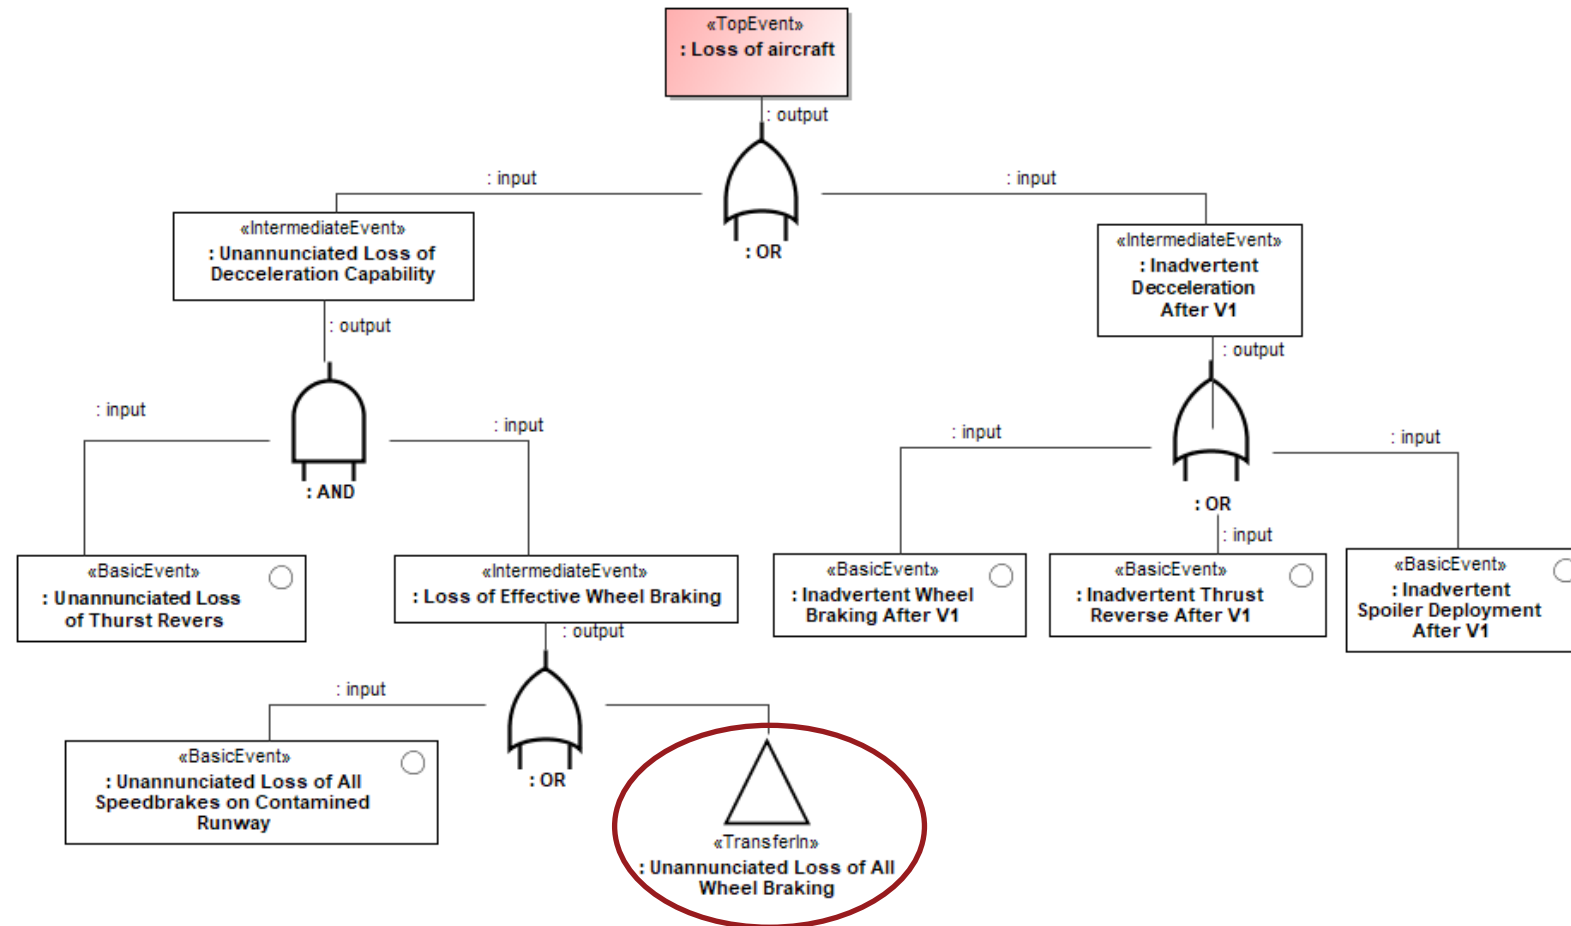 «TopEvent»
: Loss of aircraft
: output
: input
: input
: OR
«IntermediateEvent»
: Unannunciated Loss of
Decceleration Capability
«IntermediateEvent»
: Inadvertent
Decceleration
After V1
: output
: output
: input
: input
: AND
: input
: input
: OR
: input
«BasicEvent»
: Unannunciated Loss
of Thurst Revers
«IntermediateEvent»
: Loss of Effective Wheel Braking
«BasicEvent»
: Inadvertent Wheel
Braking After V1
«BasicEvent»
: Inadvertent Thrust
Reverse After V1
«BasicEvent»
: Inadvertent
Spoiler Deployment
After V1
: output
: input
: OR
«BasicEvent»
: Unannunciated Loss of All
Speedbrakes on Contamined
Runway
«TransferIn»
: Unannunciated Loss of All
Wheel Braking